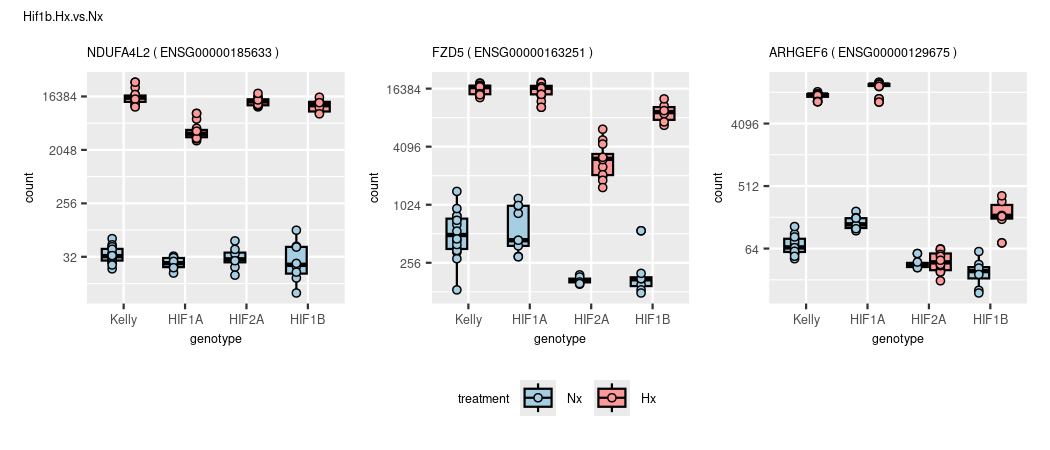 Hif1b.Hx.vs.Nx
NDUFA4L2 ( ENSG00000185633 )
FZD5 ( ENSG00000163251 )
ARHGEF6 ( ENSG00000129675 )
count
16384
2048
256
32
Kelly HIF1A HIF2A HIF1B
genotype
count
16384
4096
1024
256
Kelly HIF1A HIF2A HIF1B
genotype
count
4096
512
64
Kelly HIF1A HIF2A HIF1B
genotype
treatment Nx Hx